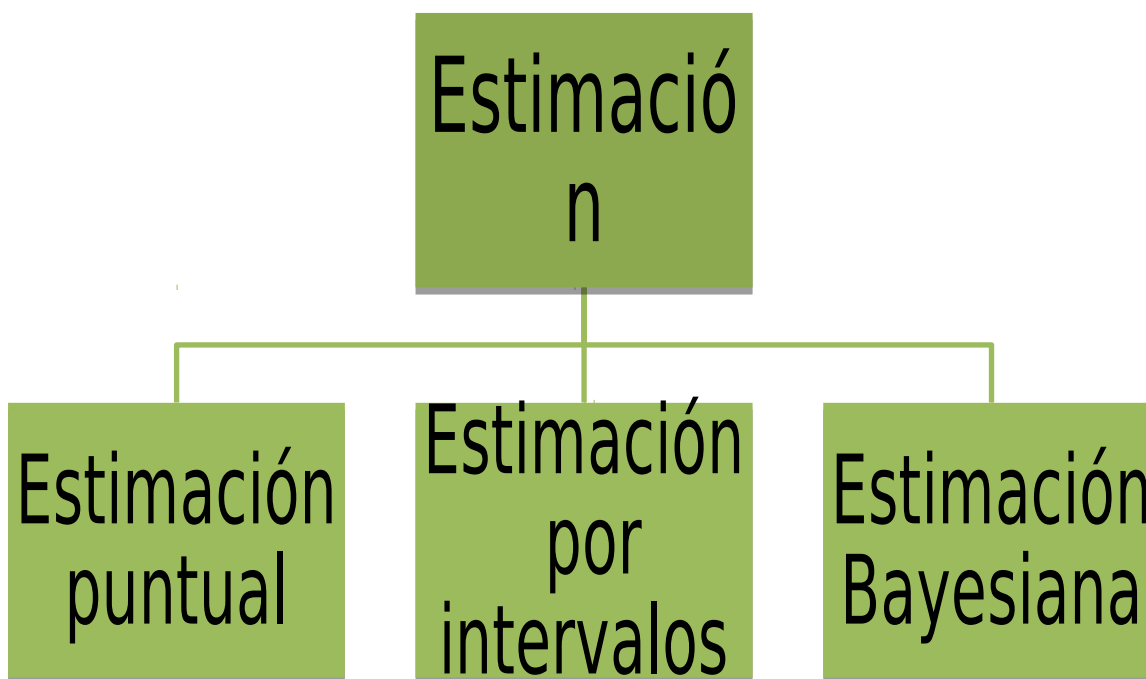 Estimació
n
Estimación
puntual
Estimación
por
intervalos
Estimación
Bayesiana